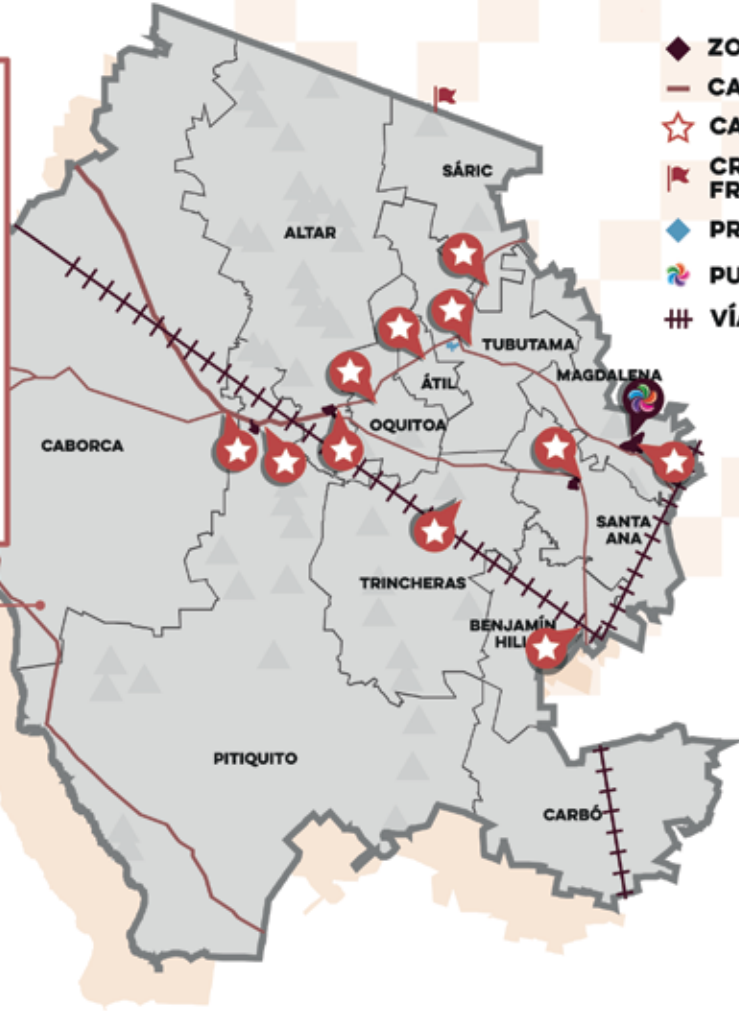 ZO
CA
CA
CR
FR
PR
PU
VÍA
SÁRIC
ALTAR
TUBUTAMA
MAGDALENA
ÁTIL
OQUITOA
CABORCA
SANTA
ANA
TRINCHERAS
BENJAMÍN
HILL
PITIQUITO
CARBÓ